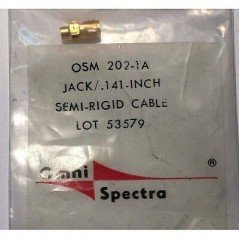 OSM 202-1A
JACK/.141-INCH
SEMI-RIGID CABLE
LOT 53579
Omni
Spectra
®